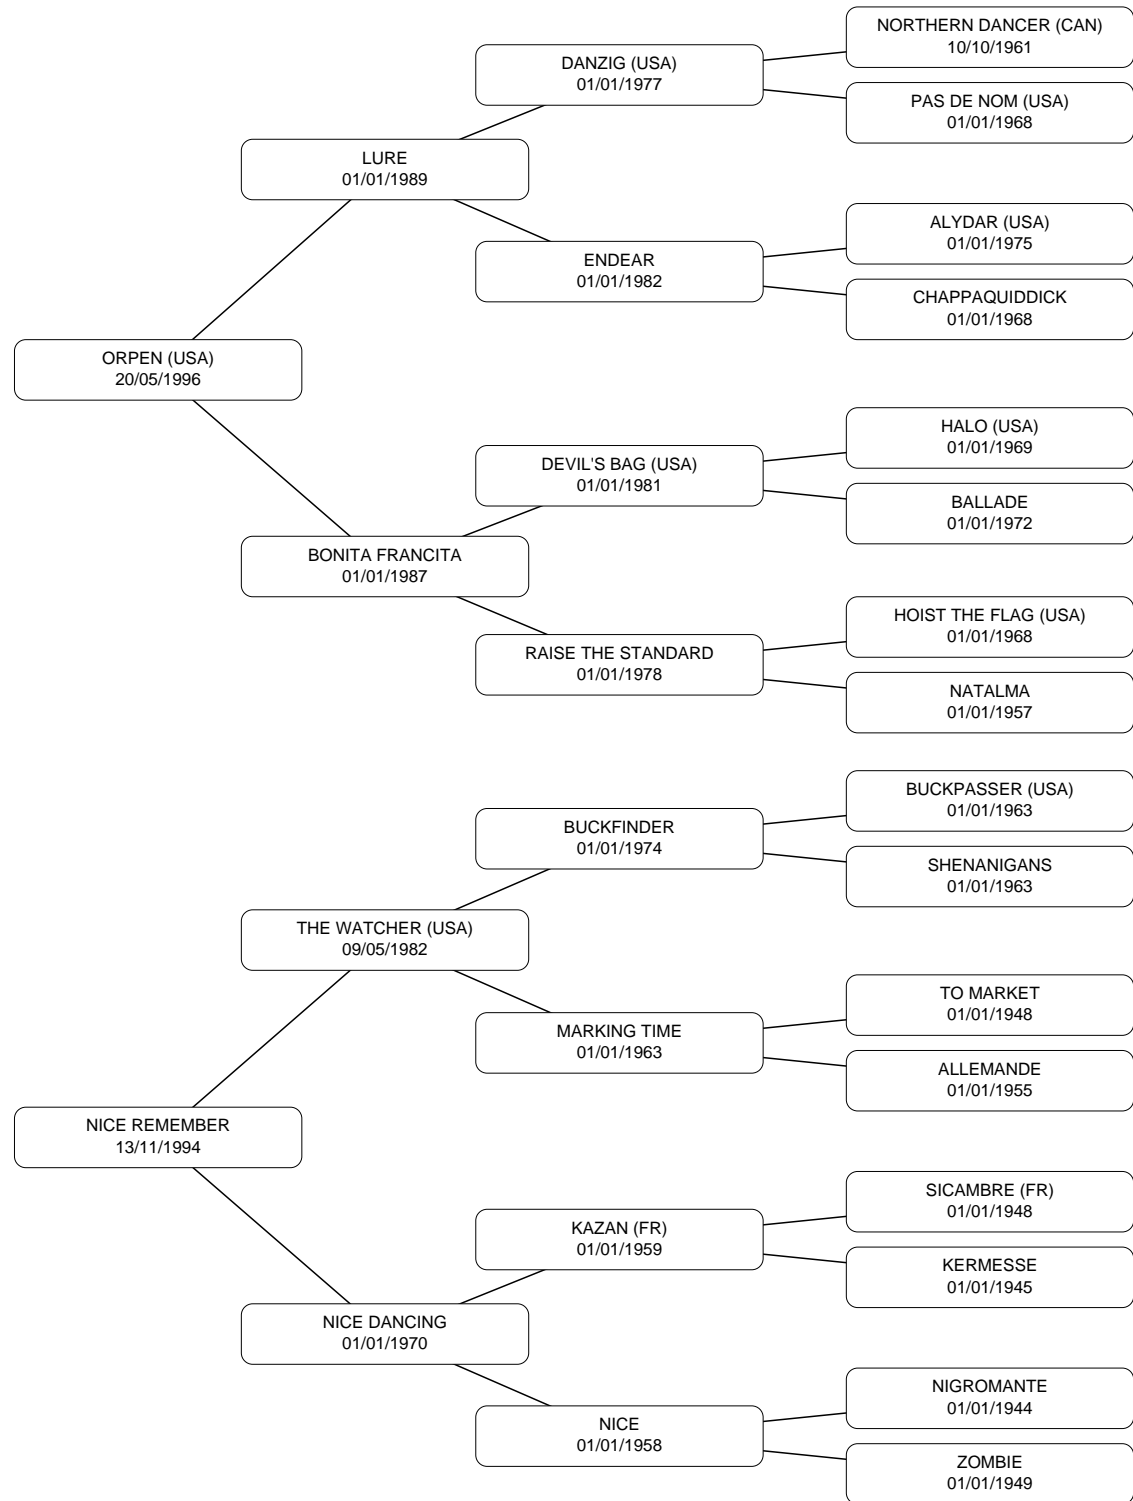 NORTHERN DANCER (CAN)
10/10/1961
DANZIG (USA)
01/01/1977
PAS DE NOM (USA)
01/01/1968
LURE
01/01/1989
ALYDAR (USA)
01/01/1975
ENDEAR
01/01/1982
CHAPPAQUIDDICK
01/01/1968
ORPEN (USA)
20/05/1996
HALO (USA)
01/01/1969
DEVIL'S BAG (USA)
01/01/1981
BALLADE
01/01/1972
BONITA FRANCITA
01/01/1987
HOIST THE FLAG (USA)
01/01/1968
RAISE THE STANDARD
01/01/1978
NATALMA
01/01/1957
BUCKPASSER (USA)
01/01/1963
BUCKFINDER
01/01/1974
SHENANIGANS
01/01/1963
THE WATCHER (USA)
09/05/1982
TO MARKET
01/01/1948
MARKING TIME
01/01/1963
ALLEMANDE
01/01/1955
NICE REMEMBER
13/11/1994
SICAMBRE (FR)
01/01/1948
KAZAN (FR)
01/01/1959
KERMESSE
01/01/1945
NICE DANCING
01/01/1970
NIGROMANTE
01/01/1944
NICE
01/01/1958
ZOMBIE
01/01/1949